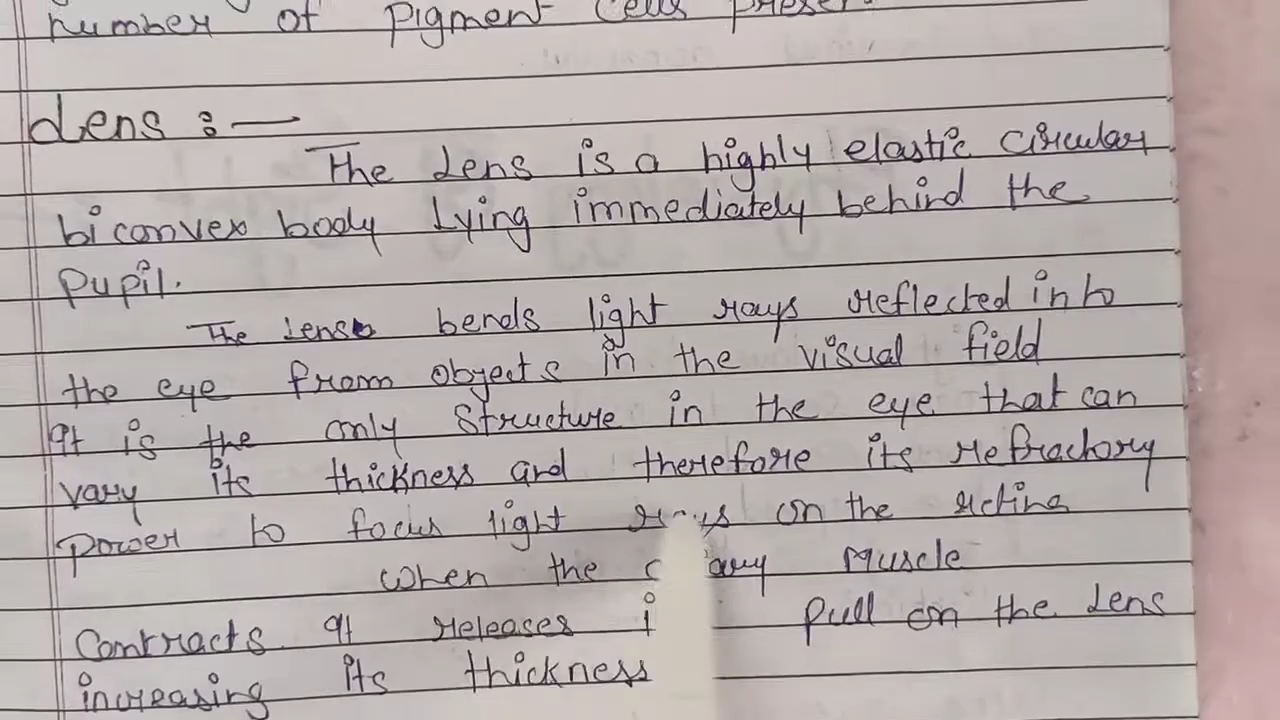 number of Pigment Cells
Lens :—
The Lens is a highly elastic circular
biconvex body Lying immediately behind the
Pupil.
The Lens bends light rays reflected into
the eye from objects in the visual field
It is the only Structure in the eye that can
vary its thickness and therefore its refractory
Power to focus light rays on the retina
When the Muscle
Contracts It releases Pull on the Lens
increasing its thickness